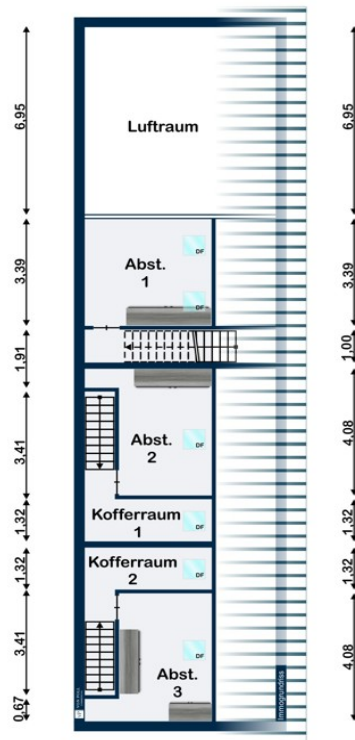 6.95
6.95
Luftraum
DF
Abst.
1
3.39
3.39
DF
1.91
1.00
Abst.
2
DF
3.41
4.08
Kofferraum
1
DF
1.32
1.32
Kofferraum
2
DF
1.32
1.32
DF
3.41
4.08
Abst.
3
0.67
Immogrundriss